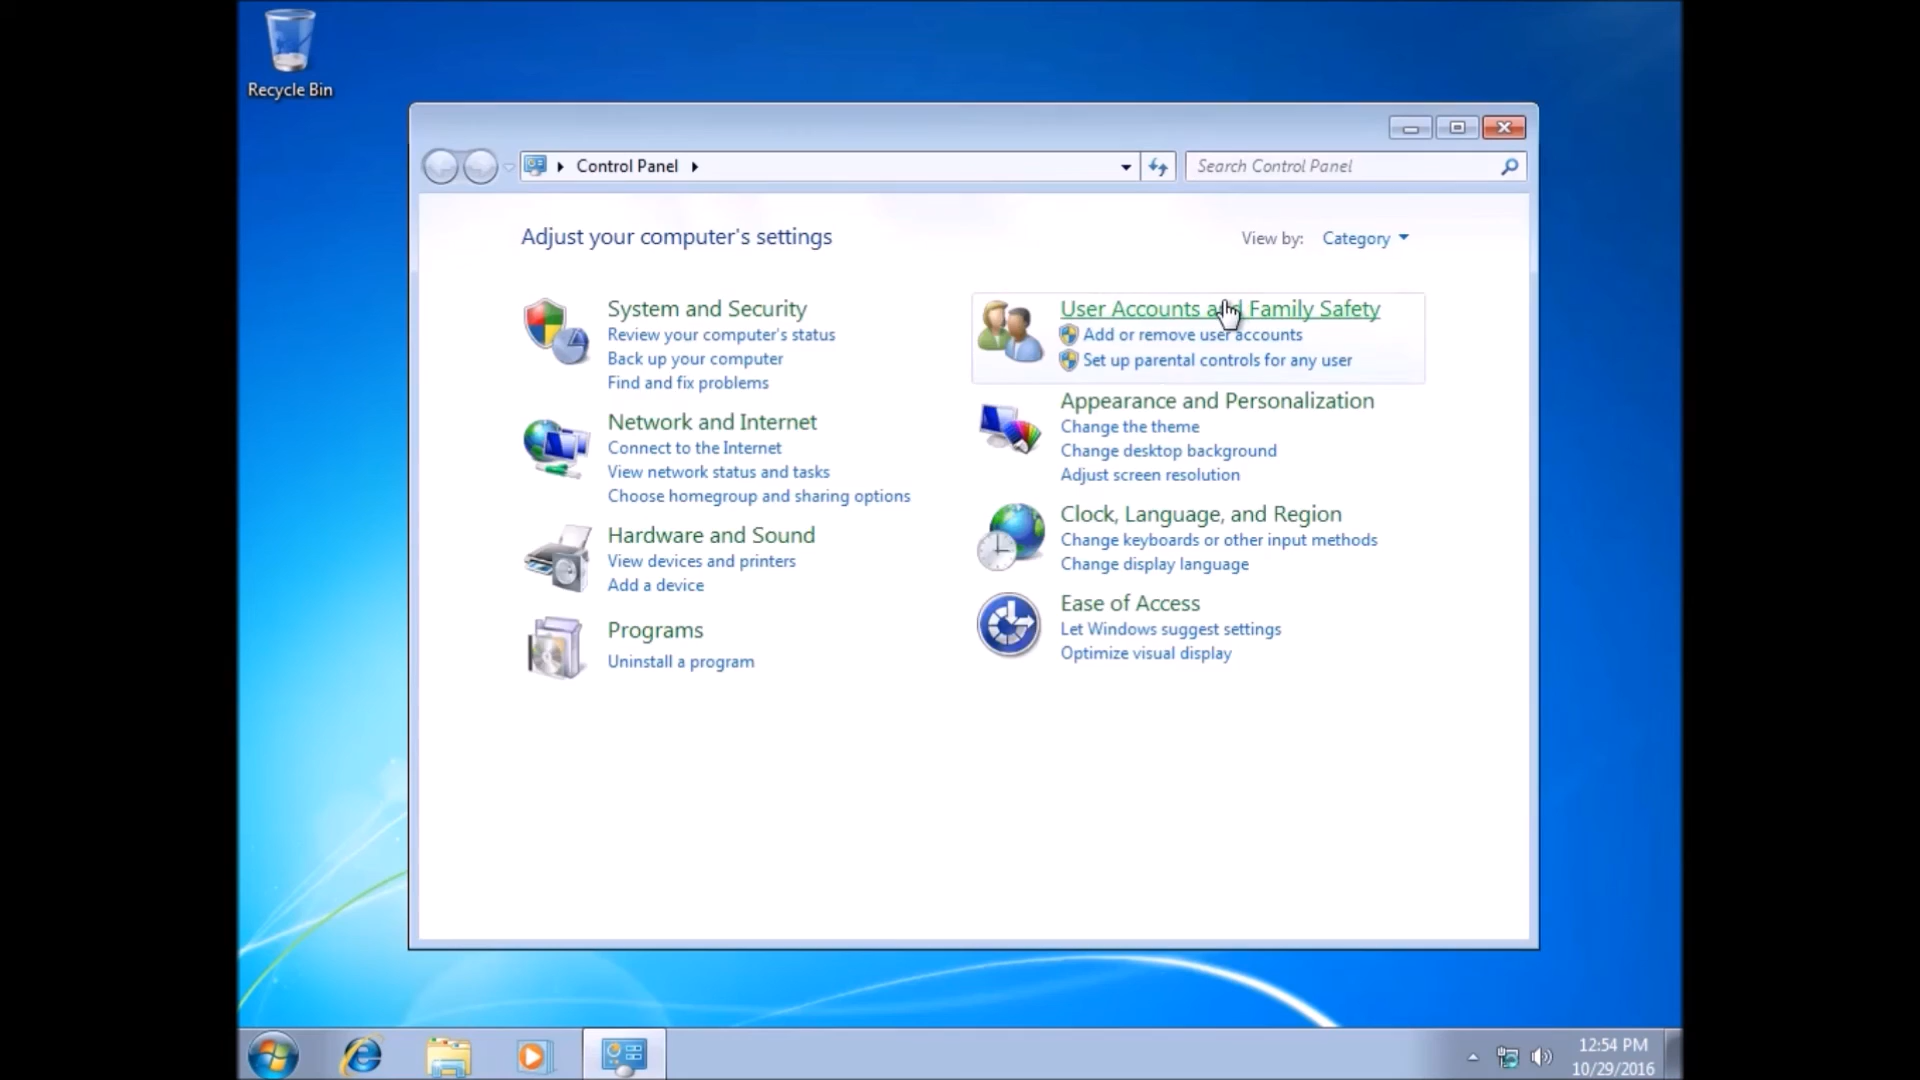 Recycle Bin
Control Panel
Search Control Panel
Adjust your computer's settings
View by: Category
System and Security
Review your computer's status
Back up your computer
Find and fix problems
Network and Internet
Connect to the Internet
View network status and tasks
Choose homegroup and sharing options
Hardware and Sound
View devices and printers
Add a device
Programs
Uninstall a program
User Accounts and Family Safety
Add or remove user accounts
Set up parental controls for any user
Appearance and Personalization
Change the theme
Change desktop background
Adjust screen resolution
Clock, Language, and Region
Change keyboards or other input methods
Change display language
Ease of Access
Let Windows suggest settings
Optimize visual display
12:54 PM
10/29/2016